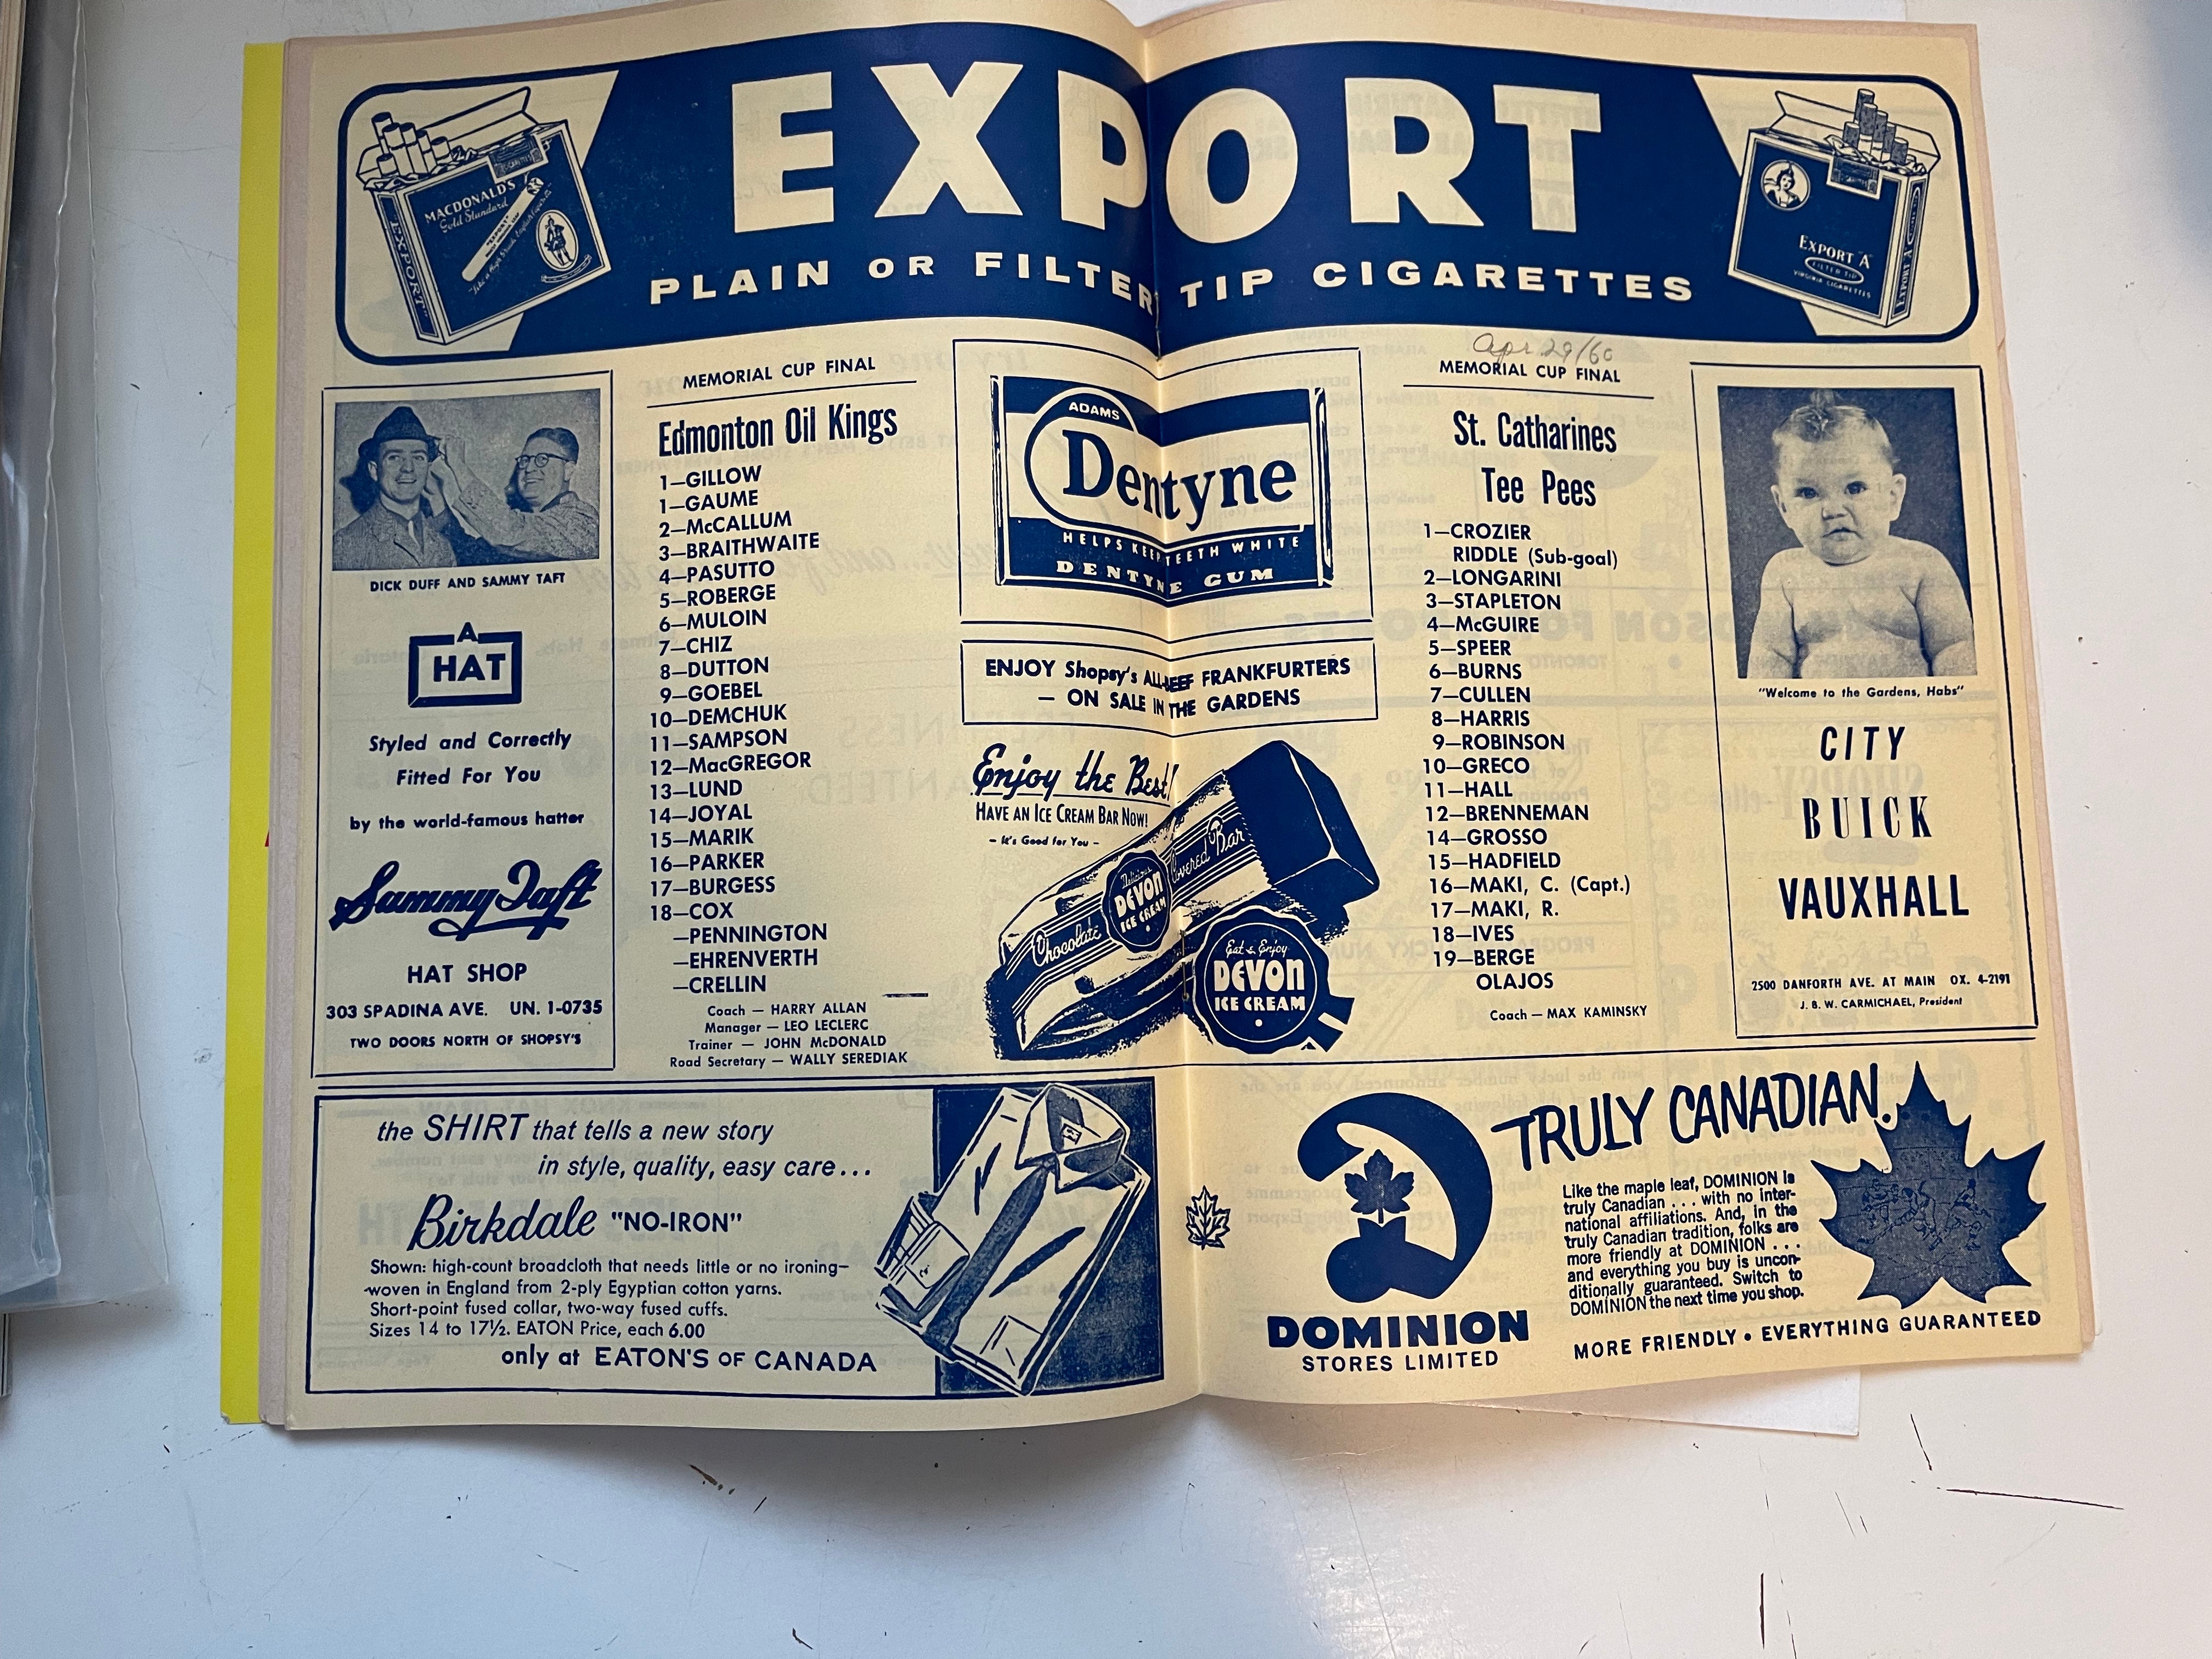 EXPORT
PLAIN OR FILTER TIP CIGARETTES
MACDONALD'S
Gold Standard
"EXPORT"
EXPORT "A"
FILTER TIP
VIRGINIA CIGARETTES
EXPORT "A"
DICK DUFF AND SAMMY TAFT
A
HAT
Styled and Correctly
Fitted For You
by the world-famous hatter
Sammy Taft
HAT SHOP
303 SPADINA AVE. UN. 1-0735
TWO DOORS NORTH OF SHOPSY'S
MEMORIAL CUP FINAL
Edmonton Oil Kings
1—GILLOW
1—GAUME
2—McCALLUM
3—BRAITHWAITE
4—PASUTTO
5—ROBERGE
6—MULOIN
7—CHIZ
8—DUTTON
9—GOEBEL
10—DEMCHUK
11—SAMPSON
12—MacGREGOR
13—LUND
14—JOYAL
15—MARIK
16—PARKER
17—BURGESS
18—COX
—PENNINGTON
—EHRENVERTH
—CRELLIN
Coach — HARRY ALLAN
Manager — LEO LECLERC
Trainer — JOHN McDONALD
Road Secretary — WALLY SEREDIAK
ADAMS
Dentyne
HELPS KEEP TEETH WHITE
DENTYNE GUM
ENJOY Shopsy's ALL-BEEF FRANKFURTERS
— ON SALE IN THE GARDENS
Enjoy the Best!
HAVE AN ICE CREAM BAR NOW!
- It's Good for You -
Chocolate
Delicious
DEVON
ICE CREAM
Covered Bar
Eat & Enjoy
DEVON
ICE CREAM
Apr 29/60
MEMORIAL CUP FINAL
St. Catharines
Tee Pees
1—CROZIER
RIDDLE (Sub-goal)
2—LONGARINI
3—STAPLETON
4—McGUIRE
5—SPEER
6—BURNS
7—CULLEN
8—HARRIS
9—ROBINSON
10—GRECO
11—HALL
12—BRENNEMAN
14—GROSSO
15—HADFIELD
16—MAKI, C. (Capt.)
17—MAKI, R.
18—IVES
19—BERGE
OLAJOS
Coach — MAX KAMINSKY
"Welcome to the Gardens, Habs"
CITY
BUICK
VAUXHALL
2500 DANFORTH AVE. AT MAIN OX. 4-2191
J. B. W. CARMICHAEL, President
the SHIRT that tells a new story
in style, quality, easy care...
Birkdale "NO-IRON"
Shown: high-count broadcloth that needs little or no ironing—
-woven in England from 2-ply Egyptian cotton yarns.
Short-point fused collar, two-way fused cuffs.
Sizes 14 to 17½. EATON Price, each 6.00
only at EATON'S OF CANADA
DOMINION
STORES LIMITED
TRULY CANADIAN.
Like the maple leaf, DOMINION is
truly Canadian . . . with no inter-
national affiliations. And, in the
truly Canadian tradition, folks are
more friendly at DOMINION . . .
and everything you buy is uncon-
ditionally guaranteed. Switch to
DOMINION the next time you shop.
MORE FRIENDLY • EVERYTHING GUARANTEED